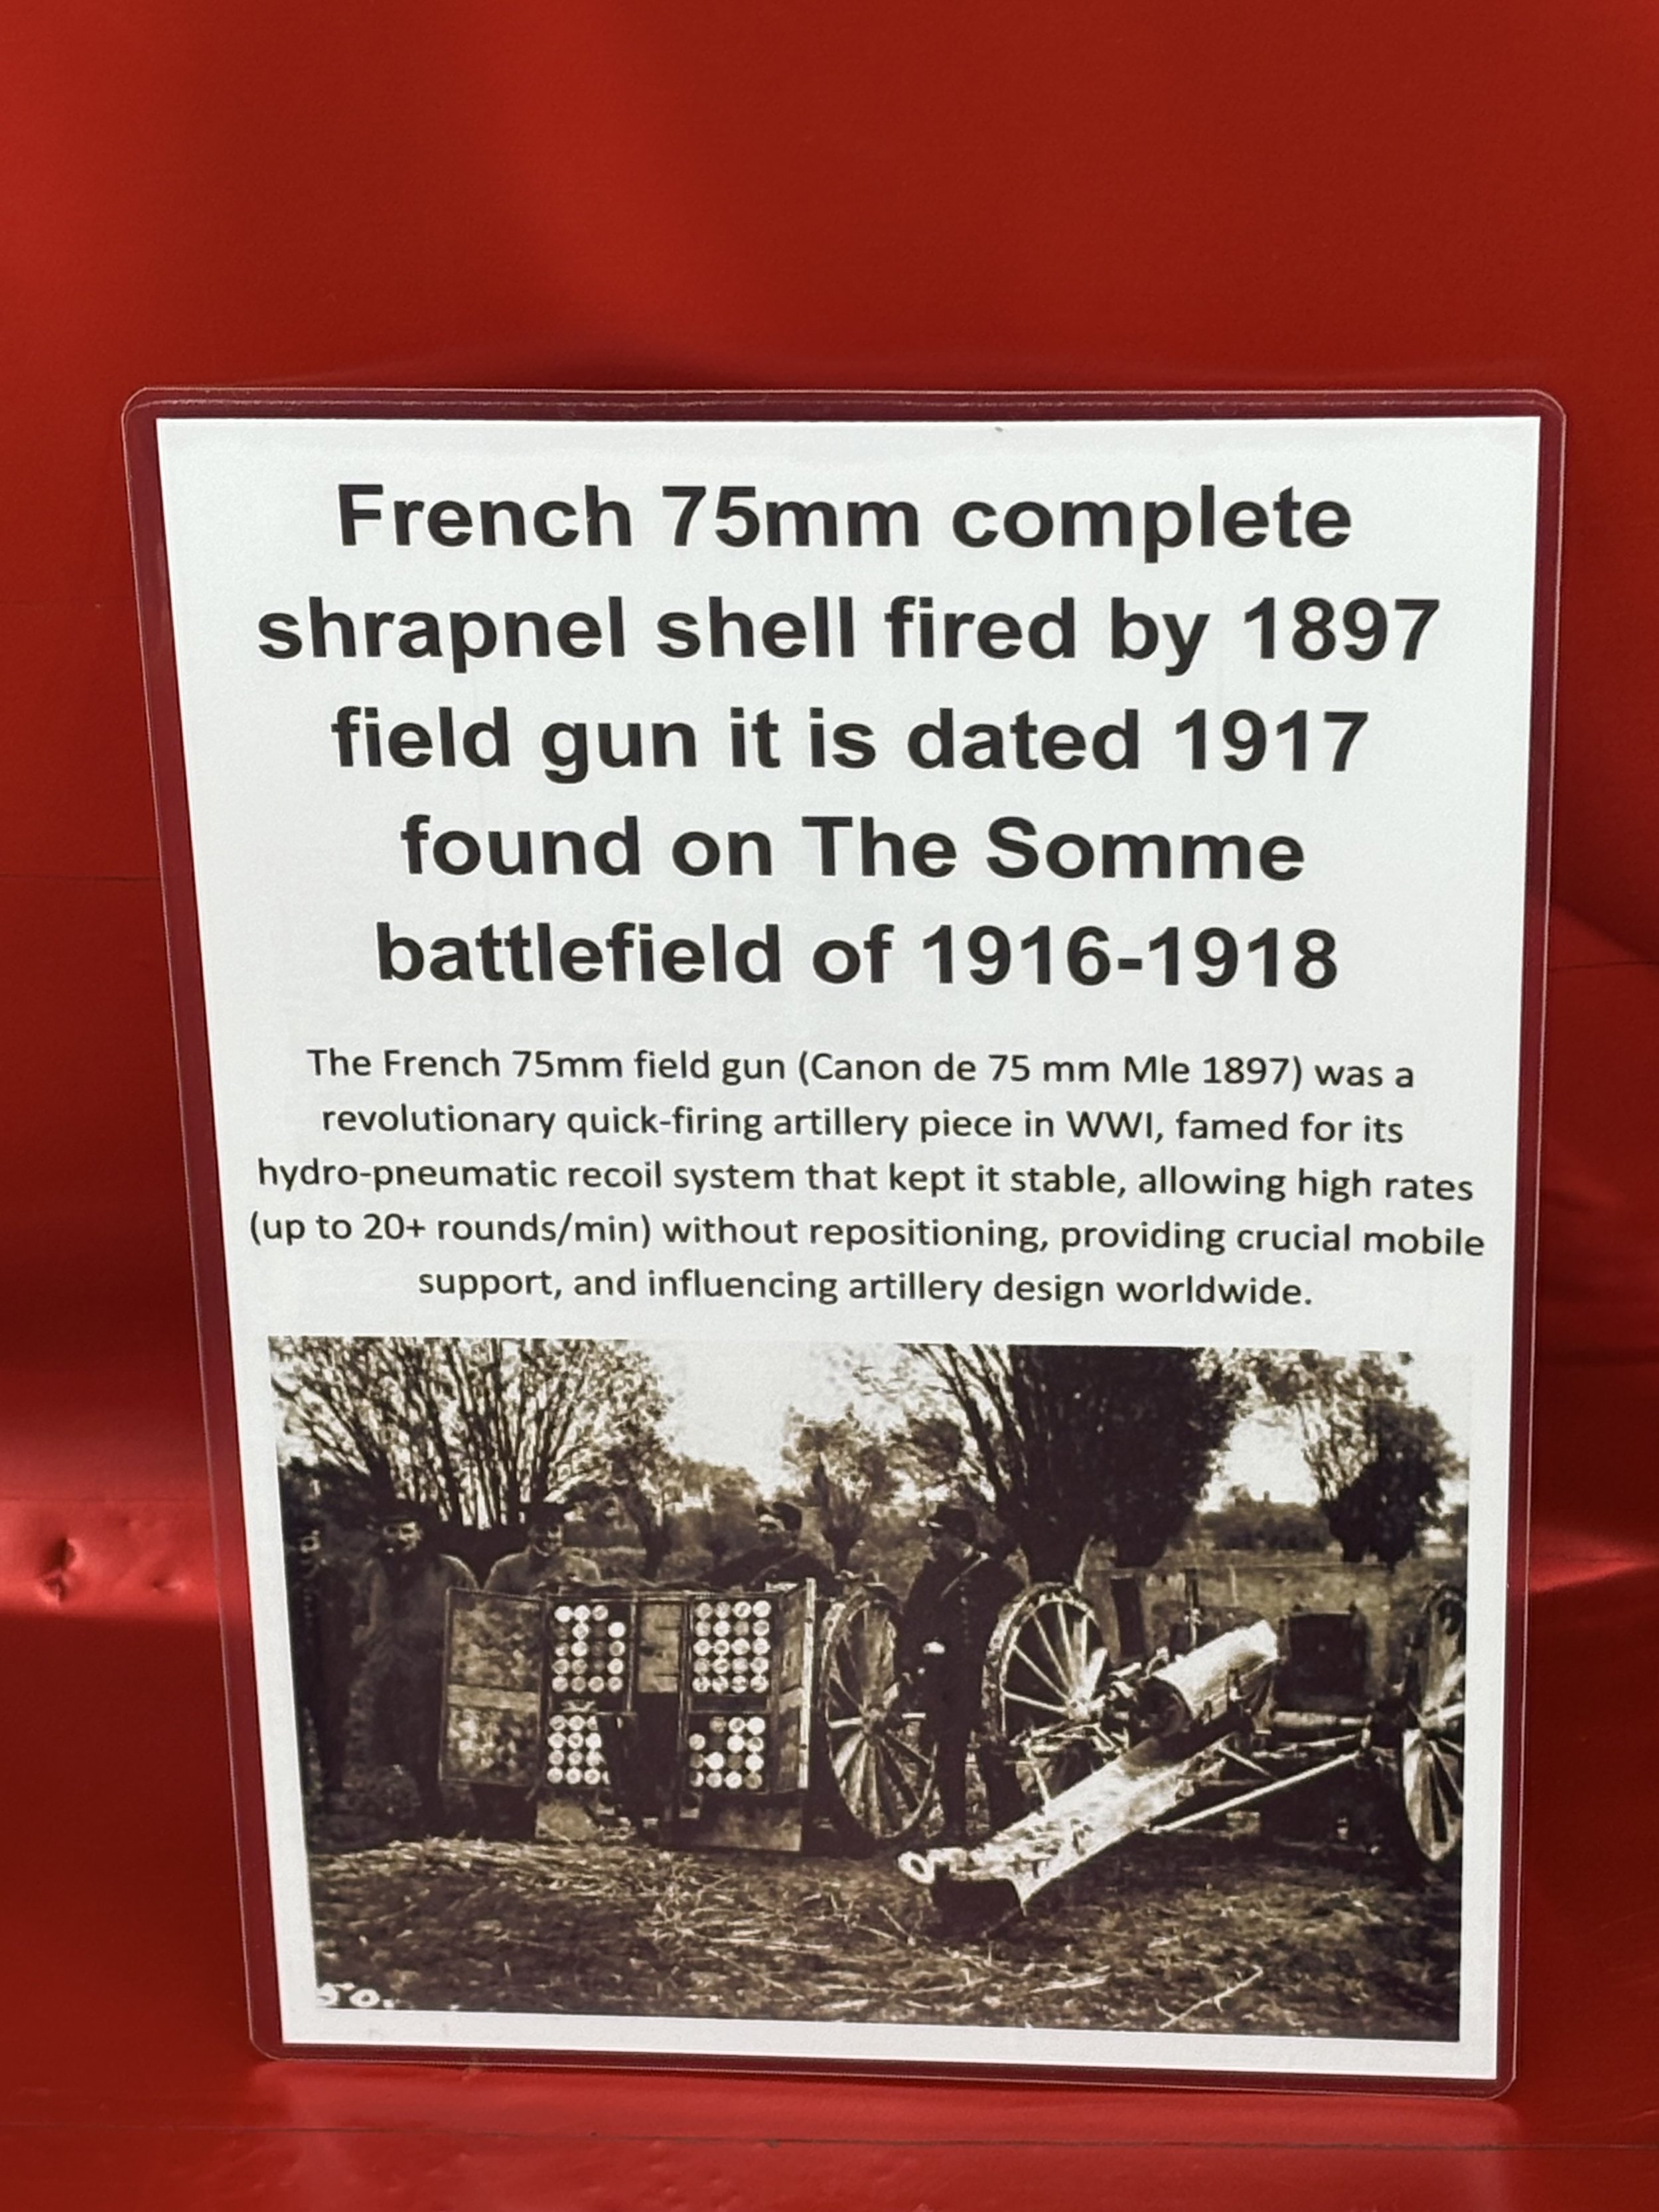 French 75mm complete
shrapnel shell fired by 1897
field gun it is dated 1917
found on The Somme
battlefield of 1916-1918
The French 75mm field gun (Canon de 75 mm Mle 1897) was a
revolutionary quick-firing artillery piece in WWI, famed for its
hydro-pneumatic recoil system that kept it stable, allowing high rates
(up to 20+ rounds/min) without repositioning, providing crucial mobile
support, and influencing artillery design worldwide.